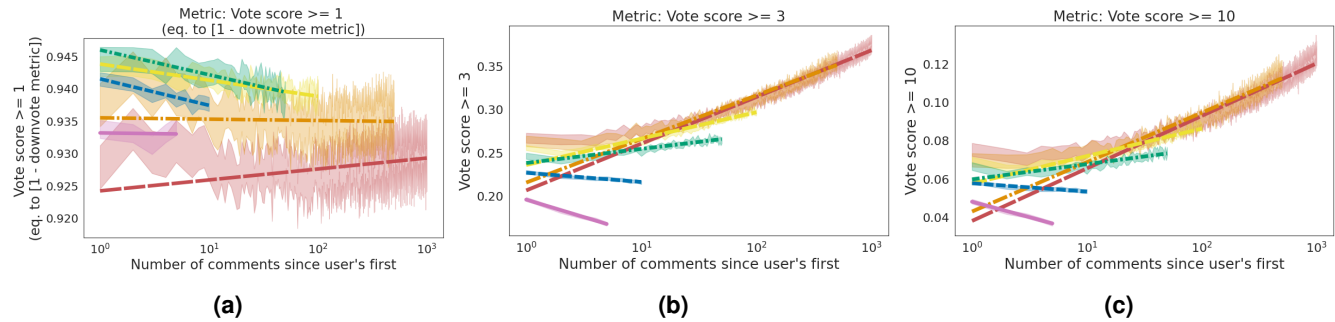 Metric: Vote score >= 1
(eq. to [1 - downvote metric])
Vote score >= 1
(eq. to [1 - downvote metric])
0.945
0.940
0.935
0.930
0.925
0.920
10⁰ 10¹ 10² 10³
Number of comments since user's first
(a)
Metric: Vote score >= 3
Vote score >= 3
0.35
0.30
0.25
0.20
10⁰ 10¹ 10² 10³
Number of comments since user's first
(b)
Metric: Vote score >= 10
Vote score >= 10
0.12
0.10
0.08
0.06
0.04
10⁰ 10¹ 10² 10³
Number of comments since user's first
(c)